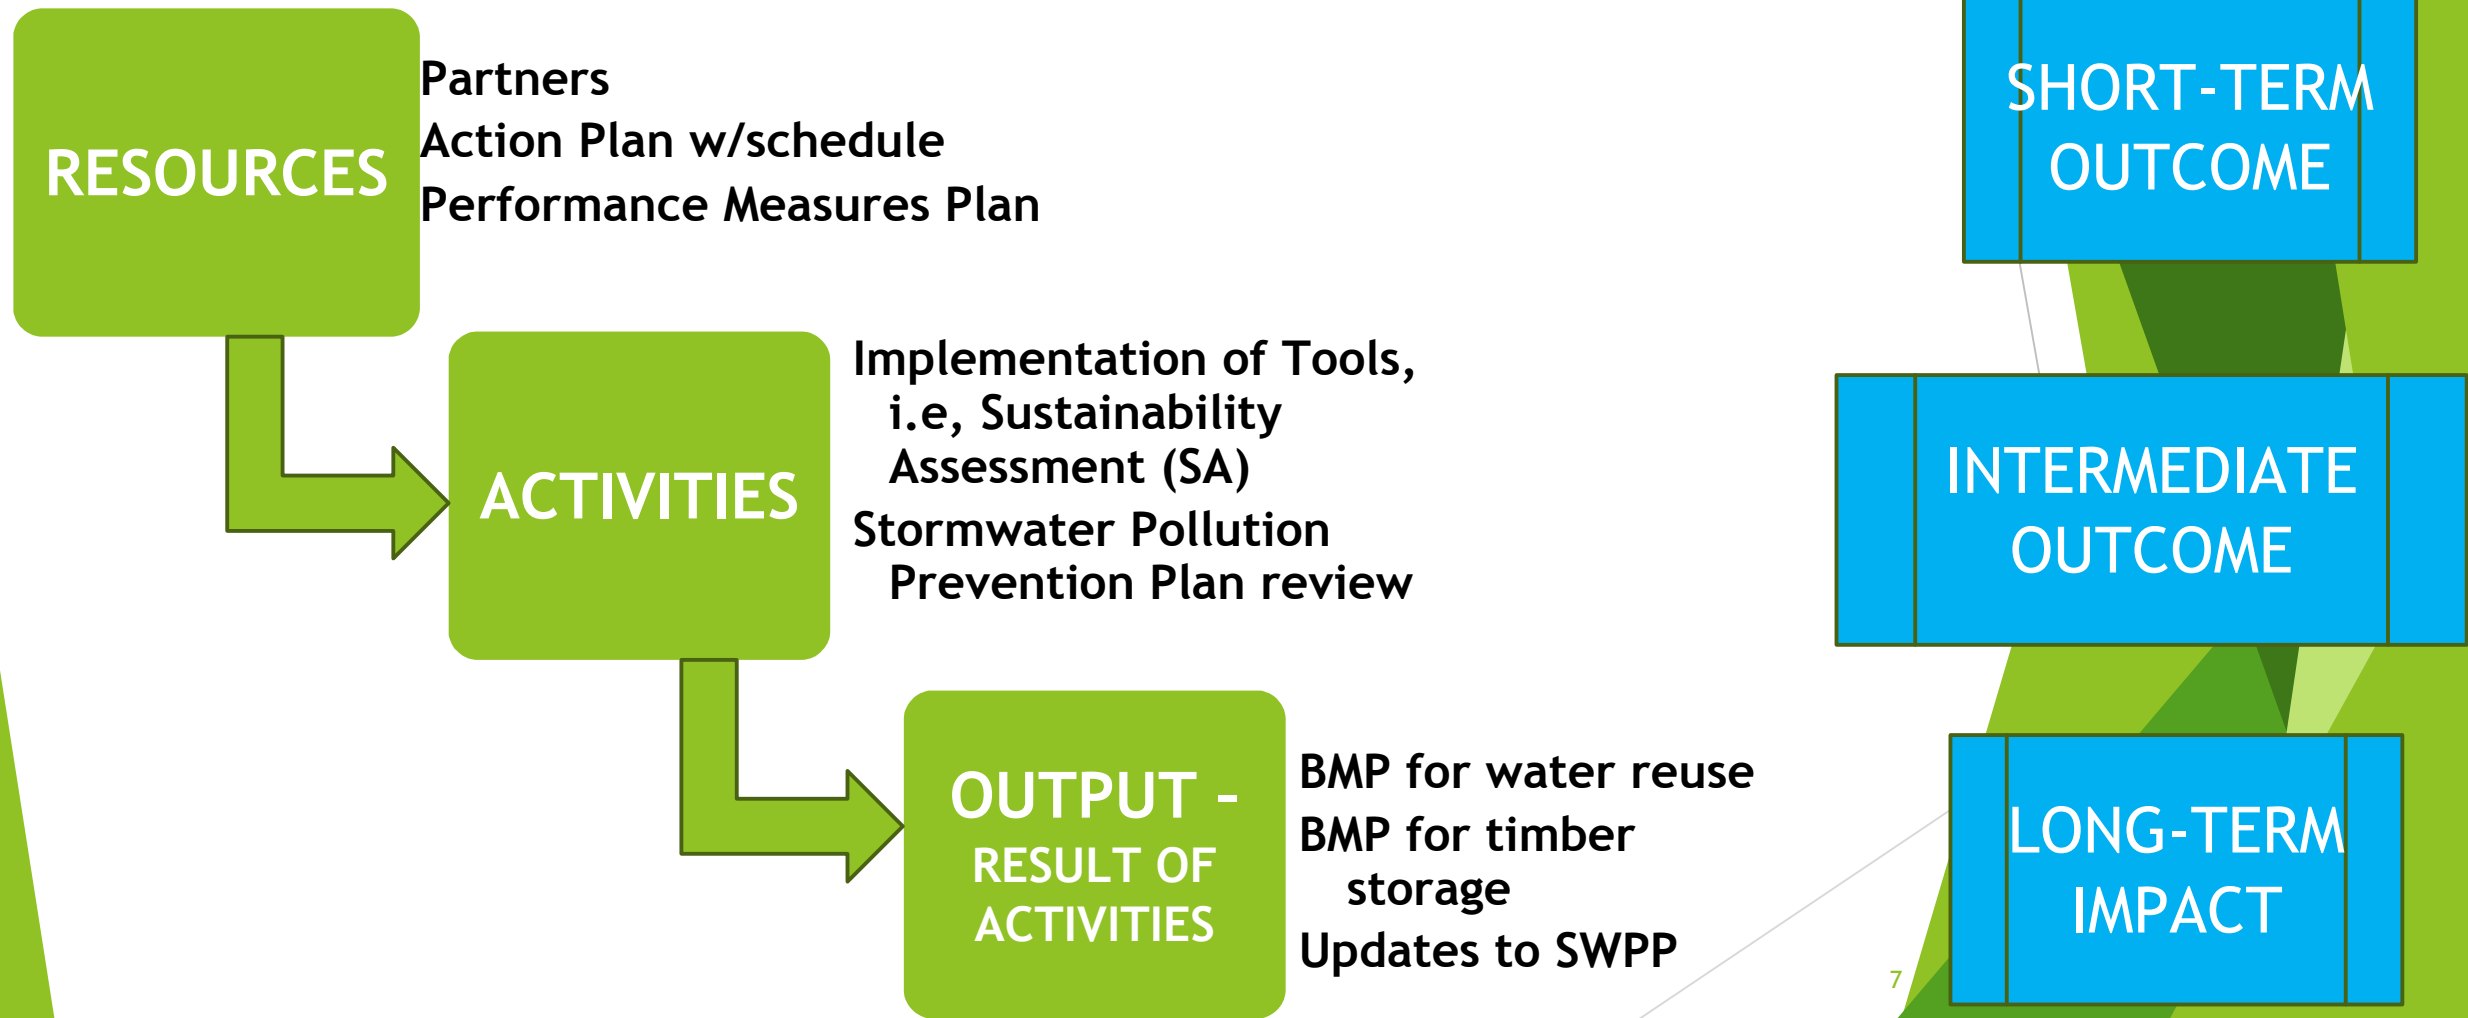 RESOURCES
Partners
Action Plan w/schedule
Performance Measures Plan
ACTIVITIES
Implementation of Tools,
i.e, Sustainability
Assessment (SA)
Stormwater Pollution
Prevention Plan review
OUTPUT –
RESULT OF
ACTIVITIES
BMP for water reuse
BMP for timber
storage
Updates to SWPP
SHORT-TERM
OUTCOME
INTERMEDIATE
OUTCOME
LONG-TERM
IMPACT
7